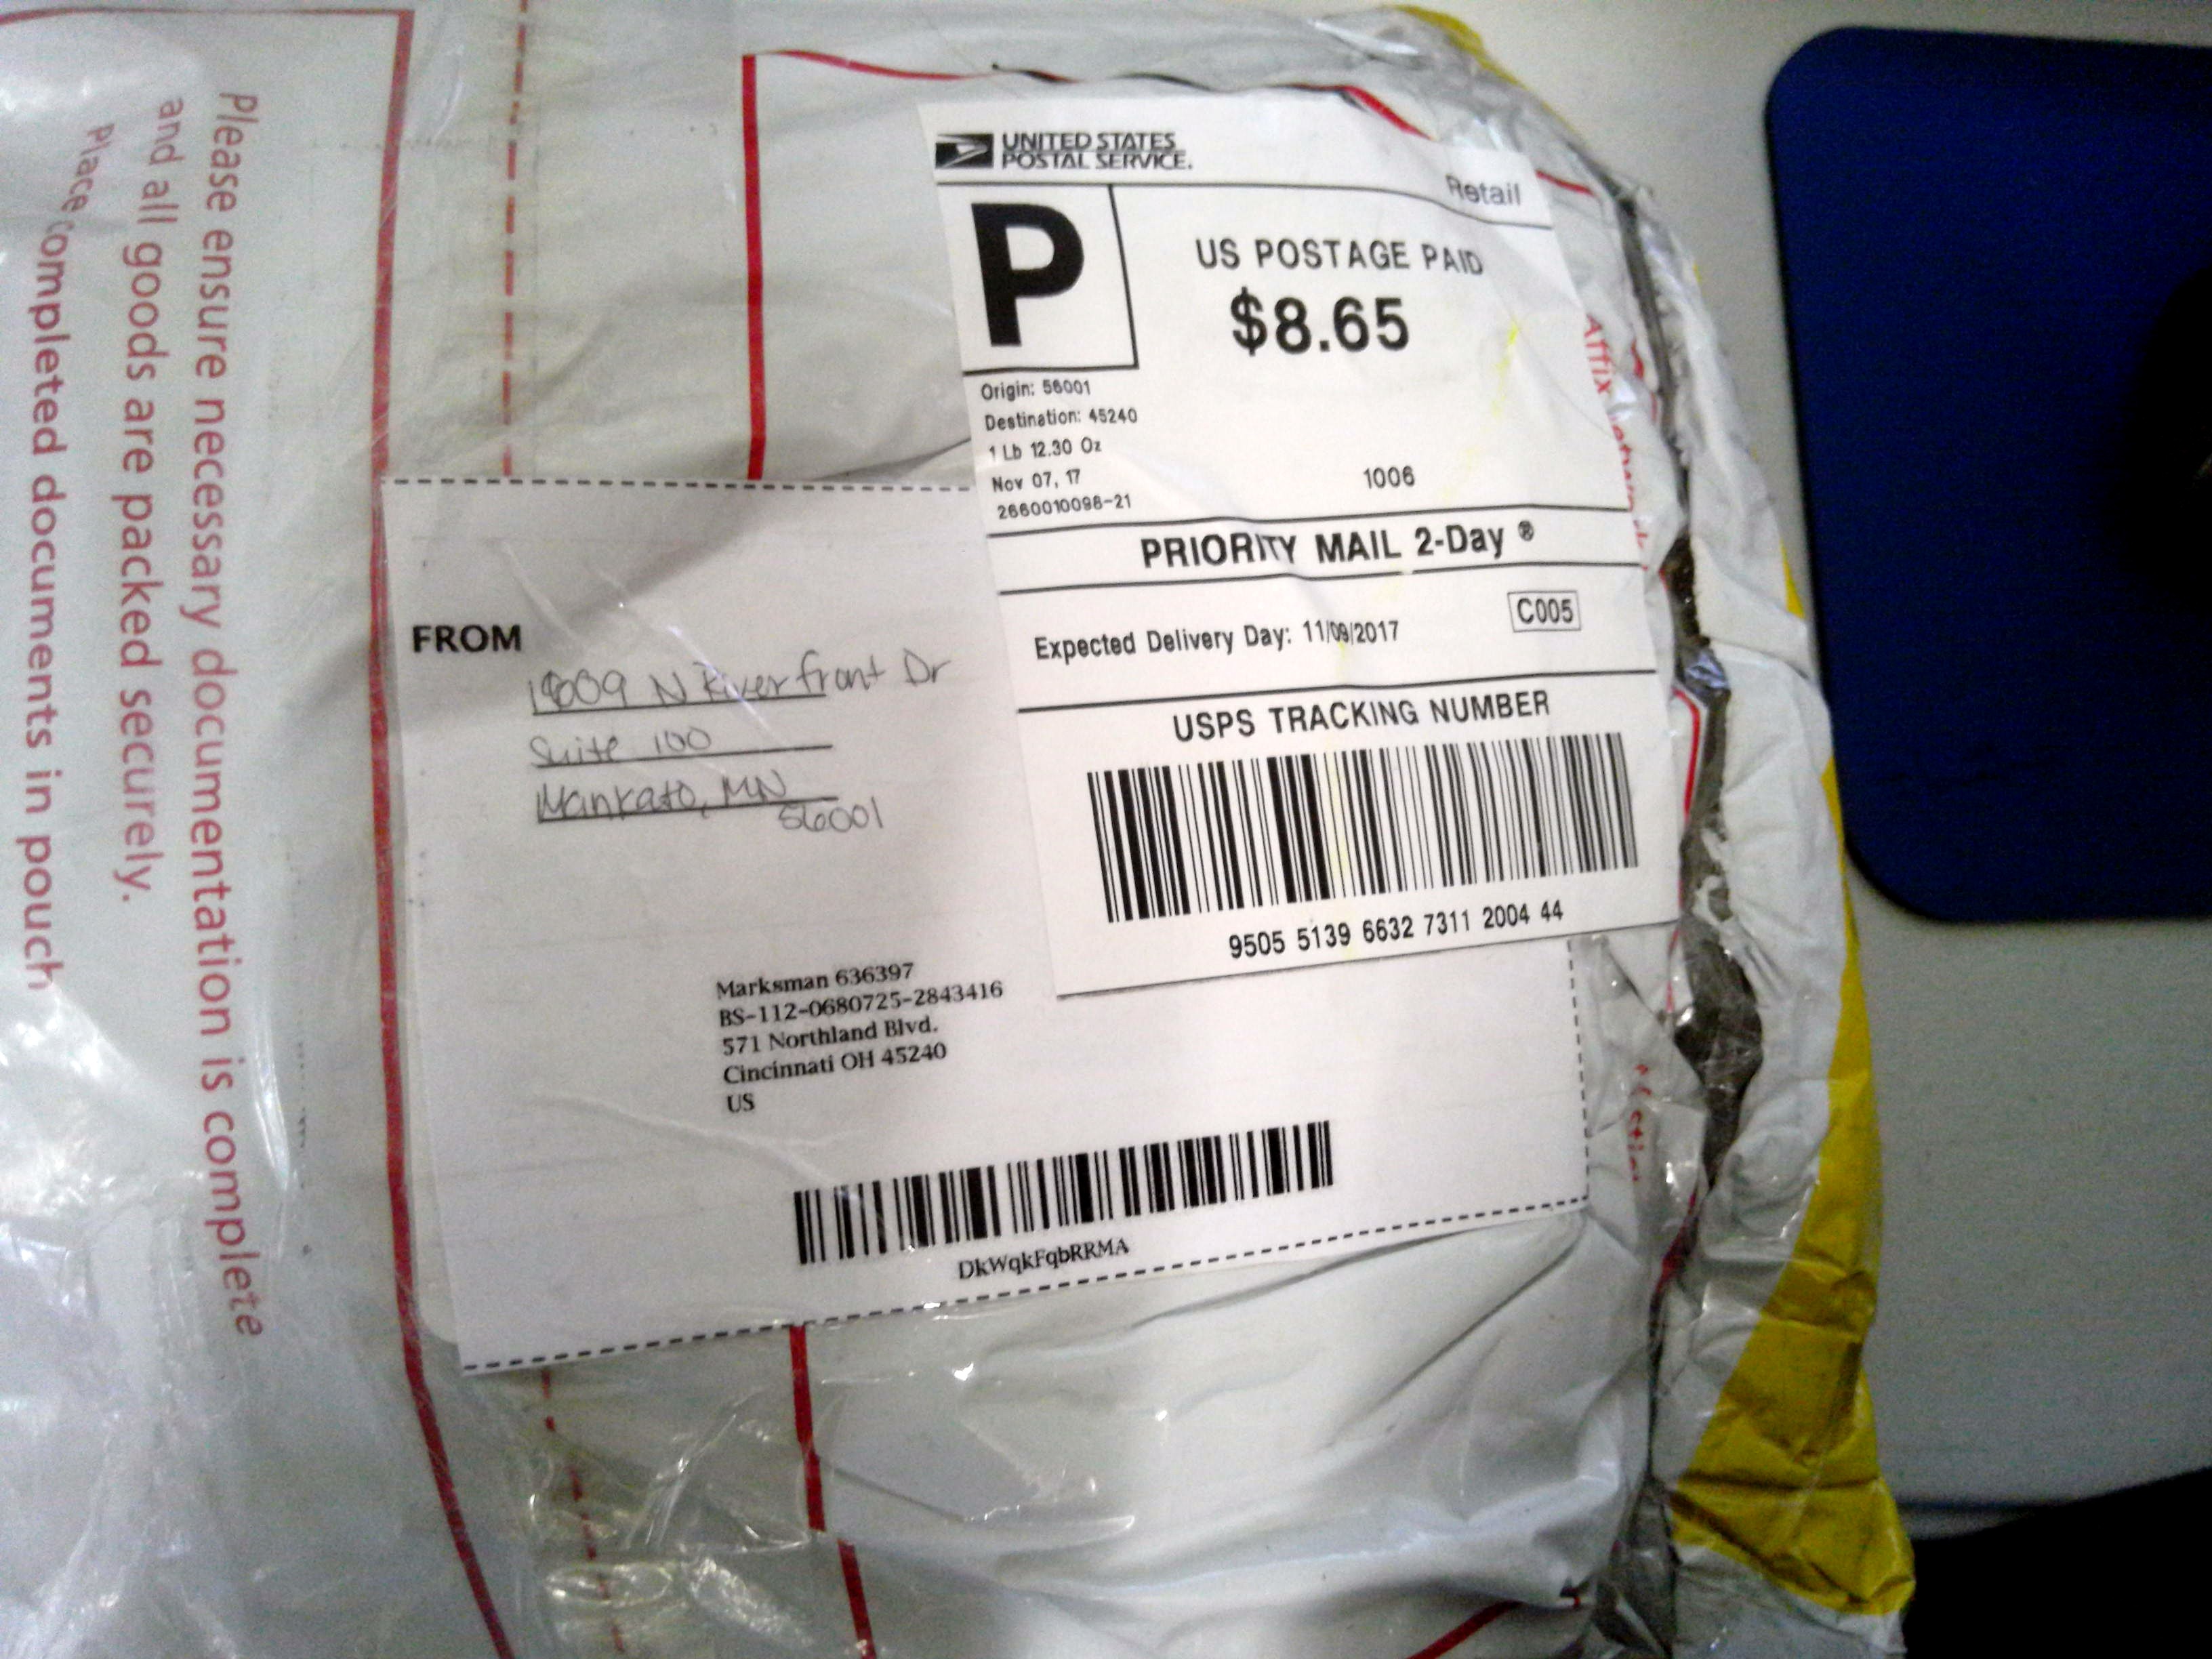 Please ensure necessary documentation is complete
and all goods are packed securely.
Place completed documents in pouch
UNITED STATES
POSTAL SERVICE.
Retail
P
US POSTAGE PAID
$8.65
Origin: 56001
Destination: 45240
1 Lb 12.30 Oz
Nov 07, 17
2660010098-21
1006
PRIORITY MAIL 2-Day ®
Expected Delivery Day: 11/09/2017
C005
USPS TRACKING NUMBER
9505 5139 6632 7311 2004 44
Affix
FROM
N Riverfront Dr
Suite 100
Mankato, MN
56001
Marksman 636397
BS-112-0680725-2843416
571 Northland Blvd.
Cincinnati OH 45240
US
DkWqkFqbRRMA